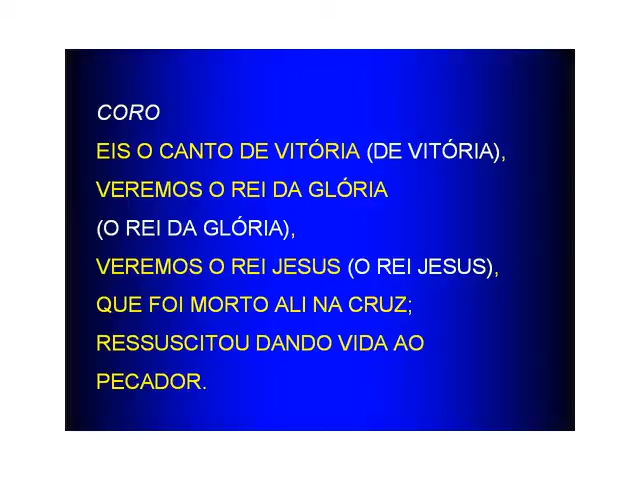 CORO
EIS O CANTO DE VITÓRIA (DE VITÓRIA),
VEREMOS O REI DA GLÓRIA
(O REI DA GLÓRIA),
VEREMOS O REI JESUS (O REI JESUS),
QUE FOI MORTO ALI NA CRUZ;
RESSUSCITOU DANDO VIDA AO
PECADOR.